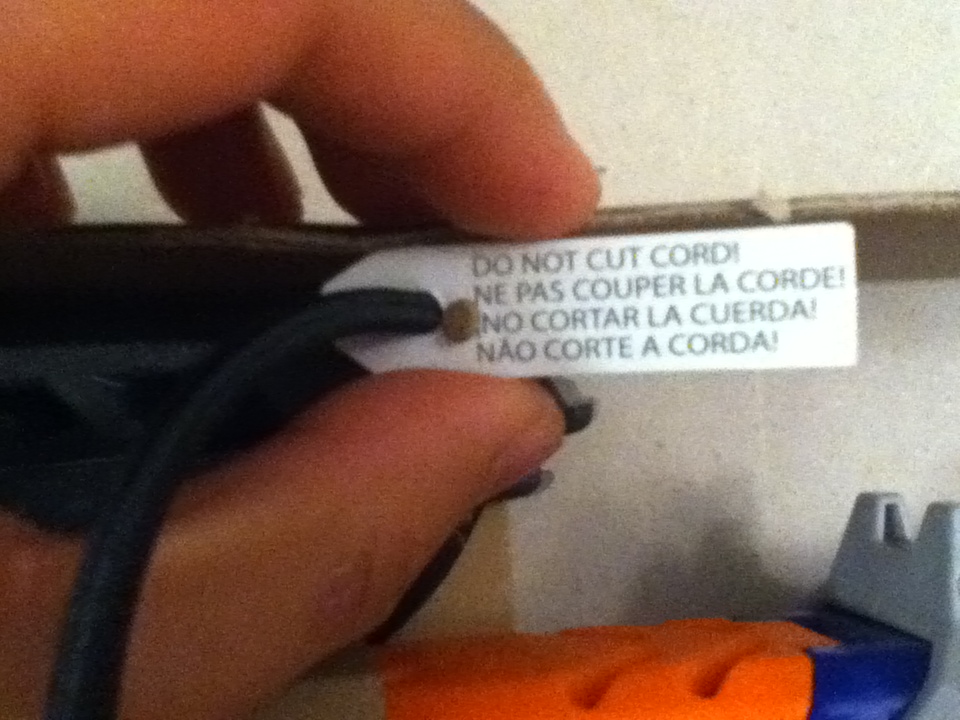 DO NOT CUT CORD!
NE PAS COUPER LA CORDE!
NO CORTAR LA CUERDA!
NÃO CORTE A CORDA!